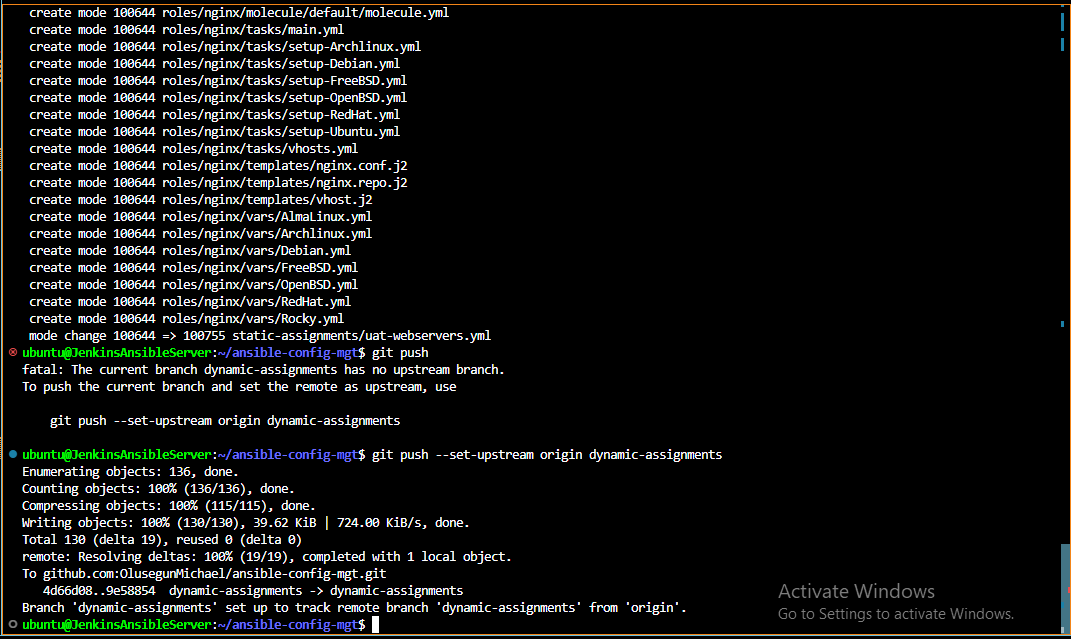 create mode 100644 roles/nginx/molecule/default/molecule.yml
create mode 100644 roles/nginx/tasks/main.yml
create mode 100644 roles/nginx/tasks/setup-Archlinux.yml
create mode 100644 roles/nginx/tasks/setup-Debian.yml
create mode 100644 roles/nginx/tasks/setup-FreeBSD.yml
create mode 100644 roles/nginx/tasks/setup-OpenBSD.yml
create mode 100644 roles/nginx/tasks/setup-RedHat.yml
create mode 100644 roles/nginx/tasks/setup-Ubuntu.yml
create mode 100644 roles/nginx/tasks/vhosts.yml
create mode 100644 roles/nginx/templates/nginx.conf.j2
create mode 100644 roles/nginx/templates/nginx.repo.j2
create mode 100644 roles/nginx/templates/vhost.j2
create mode 100644 roles/nginx/vars/AlmaLinux.yml
create mode 100644 roles/nginx/vars/Archlinux.yml
create mode 100644 roles/nginx/vars/Debian.yml
create mode 100644 roles/nginx/vars/FreeBSD.yml
create mode 100644 roles/nginx/vars/OpenBSD.yml
create mode 100644 roles/nginx/vars/RedHat.yml
create mode 100644 roles/nginx/vars/Rocky.yml
mode change 100644 => 100755 static-assignments/uat-webservers.yml
ubuntu@JenkinsAnsibleServer:~/ansible-config-mgt$ git push
fatal: The current branch dynamic-assignments has no upstream branch.
To push the current branch and set the remote as upstream, use
git push --set-upstream origin dynamic-assignments
ubuntu@JenkinsAnsibleServer:~/ansible-config-mgt$ git push --set-upstream origin dynamic-assignments
Enumerating objects: 136, done.
Counting objects: 100% (136/136), done.
Compressing objects: 100% (115/115), done.
Writing objects: 100% (130/130), 39.62 KiB | 724.00 KiB/s, done.
Total 130 (delta 19), reused 0 (delta 0)
remote: Resolving deltas: 100% (19/19), completed with 1 local object.
To github.com:OlusegunMichael/ansible-config-mgt.git
4d66d08..9e58854  dynamic-assignments -> dynamic-assignments
Branch 'dynamic-assignments' set up to track remote branch 'dynamic-assignments' from 'origin'.
ubuntu@JenkinsAnsibleServer:~/ansible-config-mgt$
Activate Windows
Go to Settings to activate Windows.